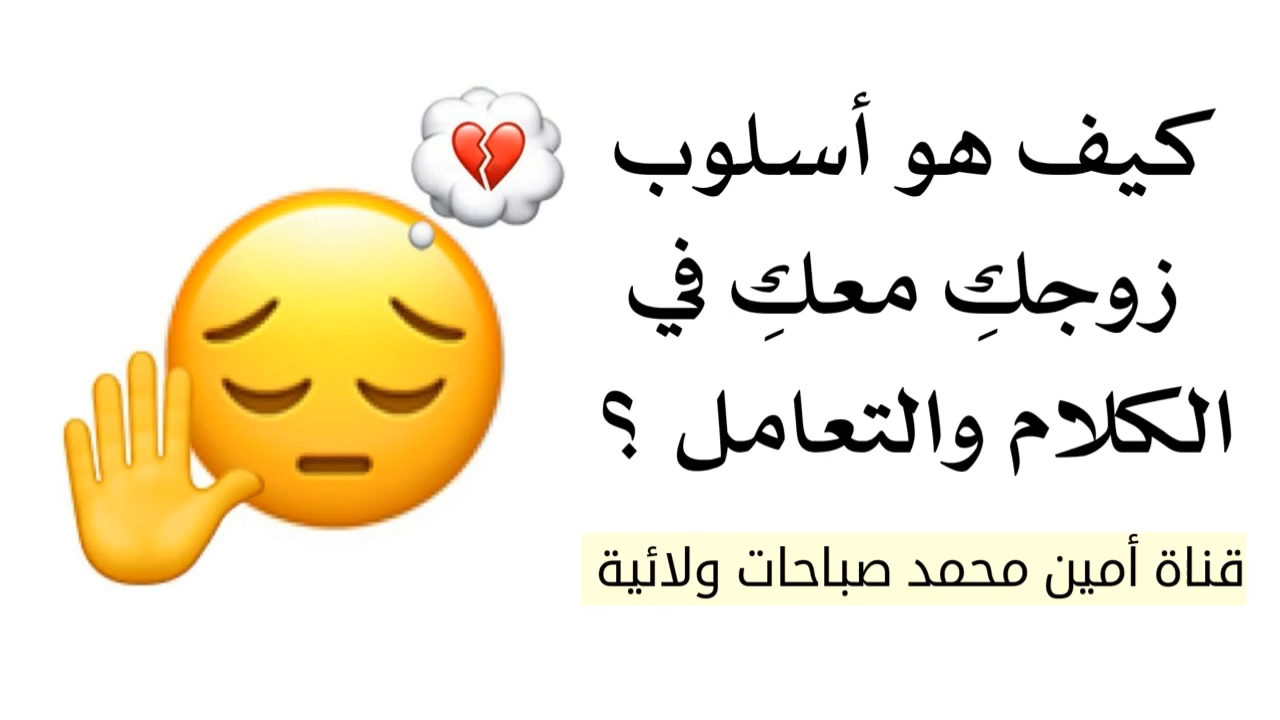 كيف هو أسلوب
زوجكِ معكِ في
الكلام والتعامل ؟
قناة أمين محمد صباحات ولائية